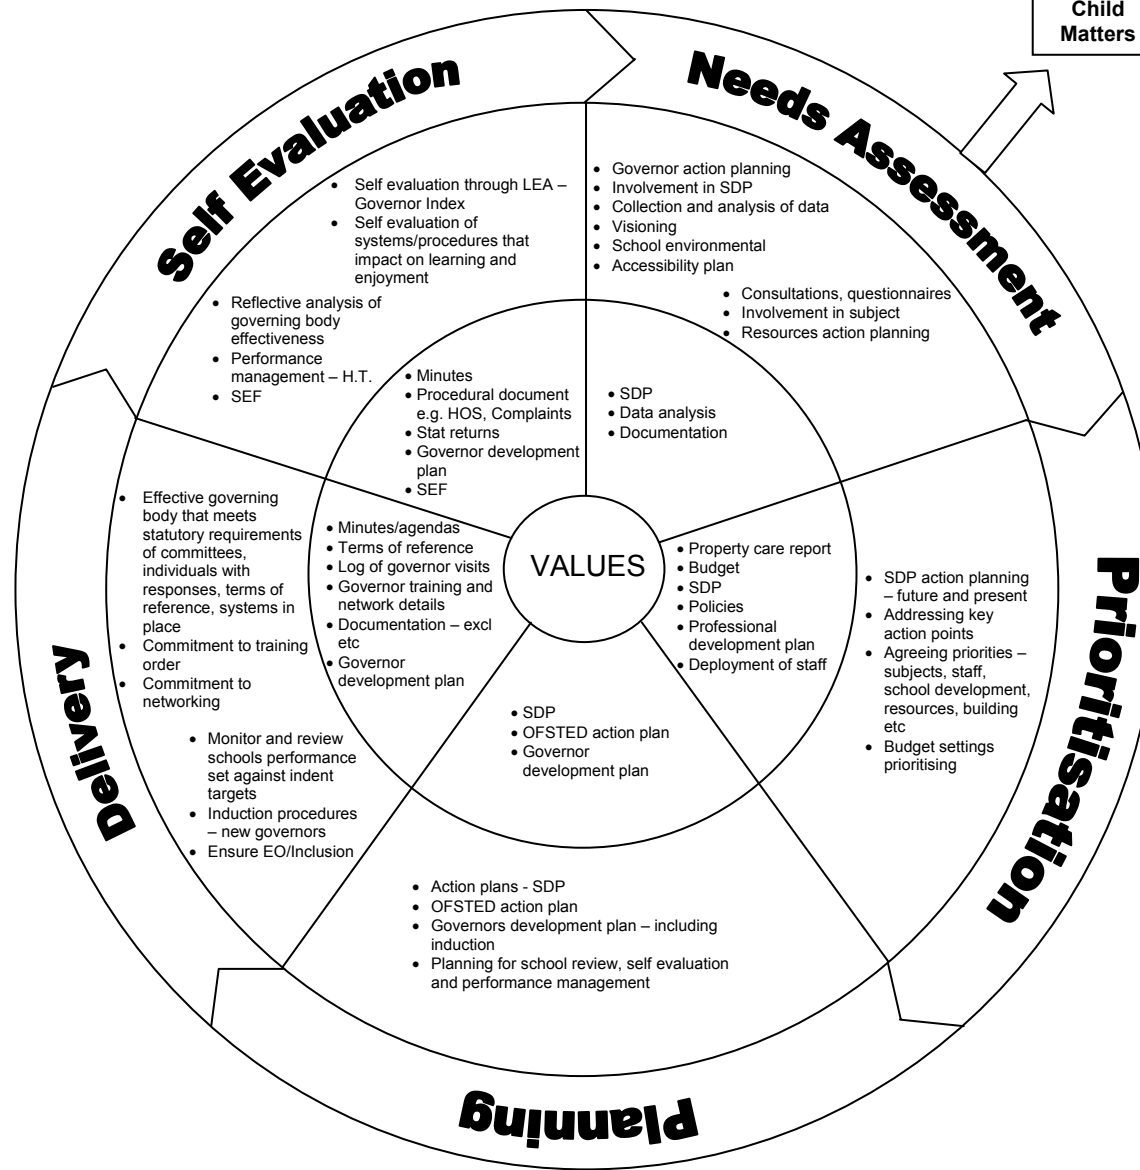 Child
Matters
Self Evaluation
Needs Assessment
Prioritisation
Planning
Delivery
• Self evaluation through LEA –
Governor Index
• Self evaluation of
systems/procedures that
impact on learning and
enjoyment
• Reflective analysis of
governing body
effectiveness
• Performance
management – H.T.
• SEF
• Governor action planning
• Involvement in SDP
• Collection and analysis of data
• Visioning
• School environmental
• Accessibility plan
• Consultations, questionnaires
• Involvement in subject
• Resources action planning
• Minutes
• Procedural document
e.g. HOS, Complaints
• Stat returns
• Governor development
plan
• SEF
• SDP
• Data analysis
• Documentation
• Effective governing
body that meets
statutory requirements
of committees,
individuals with
responses, terms of
reference, systems in
place
• Commitment to training
order
• Commitment to
networking
• Monitor and review
schools performance
set against indent
targets
• Induction procedures
– new governors
• Ensure EO/Inclusion
• Minutes/agendas
• Terms of reference
• Log of governor visits
• Governor training and
network details
• Documentation – excl
etc
• Governor
development plan
VALUES
• Property care report
• Budget
• SDP
• Policies
• Professional
development plan
• Deployment of staff
• SDP action planning
– future and present
• Addressing key
action points
• Agreeing priorities –
subjects, staff,
school development,
resources, building
etc
• Budget settings
prioritising
• SDP
• OFSTED action plan
• Governor
development plan
• Action plans - SDP
• OFSTED action plan
• Governors development plan – including
induction
• Planning for school review, self evaluation
and performance management